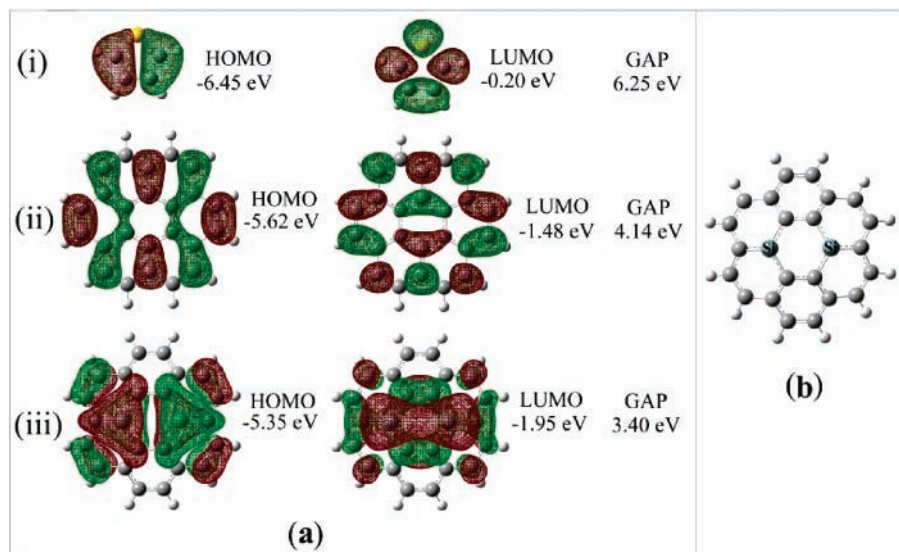 (i)
HOMO
-6.45 eV
LUMO
-0.20 eV
GAP
6.25 eV
(ii)
HOMO
-5.62 eV
LUMO
-1.48 eV
GAP
4.14 eV
(iii)
HOMO
-5.35 eV
LUMO
-1.95 eV
GAP
3.40 eV
(a)
Si Si
(b)